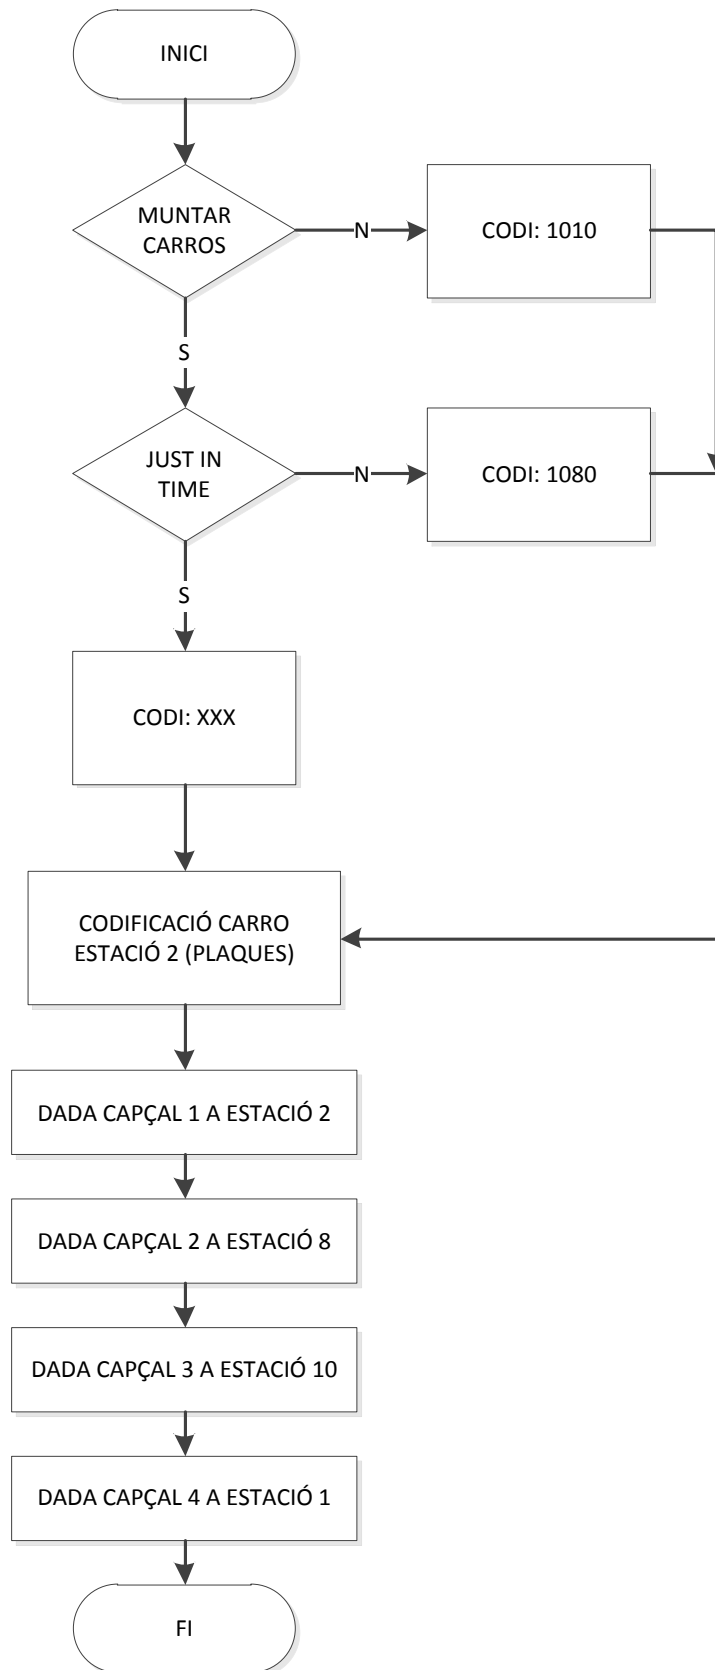 INICI
MUNTAR
CARROS
N
CODI: 1010
S
JUST IN
TIME
N
CODI: 1080
S
CODI: XXX
CODIFICACIÓ CARRO
ESTACIÓ 2 (PLAQUES)
DADA CAPÇAL 1 A ESTACIÓ 2
DADA CAPÇAL 2 A ESTACIÓ 8
DADA CAPÇAL 3 A ESTACIÓ 10
DADA CAPÇAL 4 A ESTACIÓ 1
FI